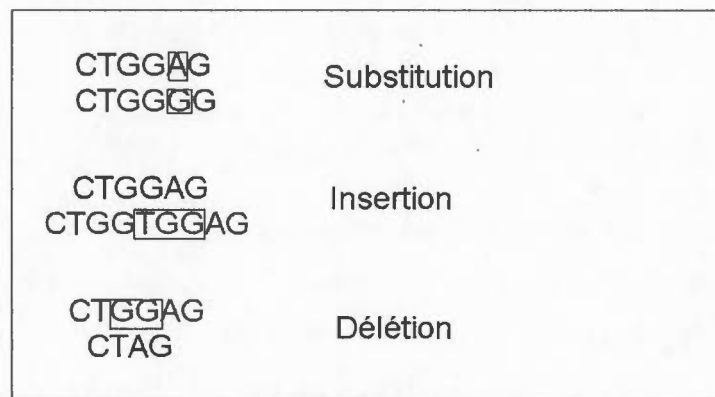 CTGGAG
CTGGGG
Substitution
CTGGAG
CTGGTGGAG
Insertion
CTGGAG
CTAG
Délétion